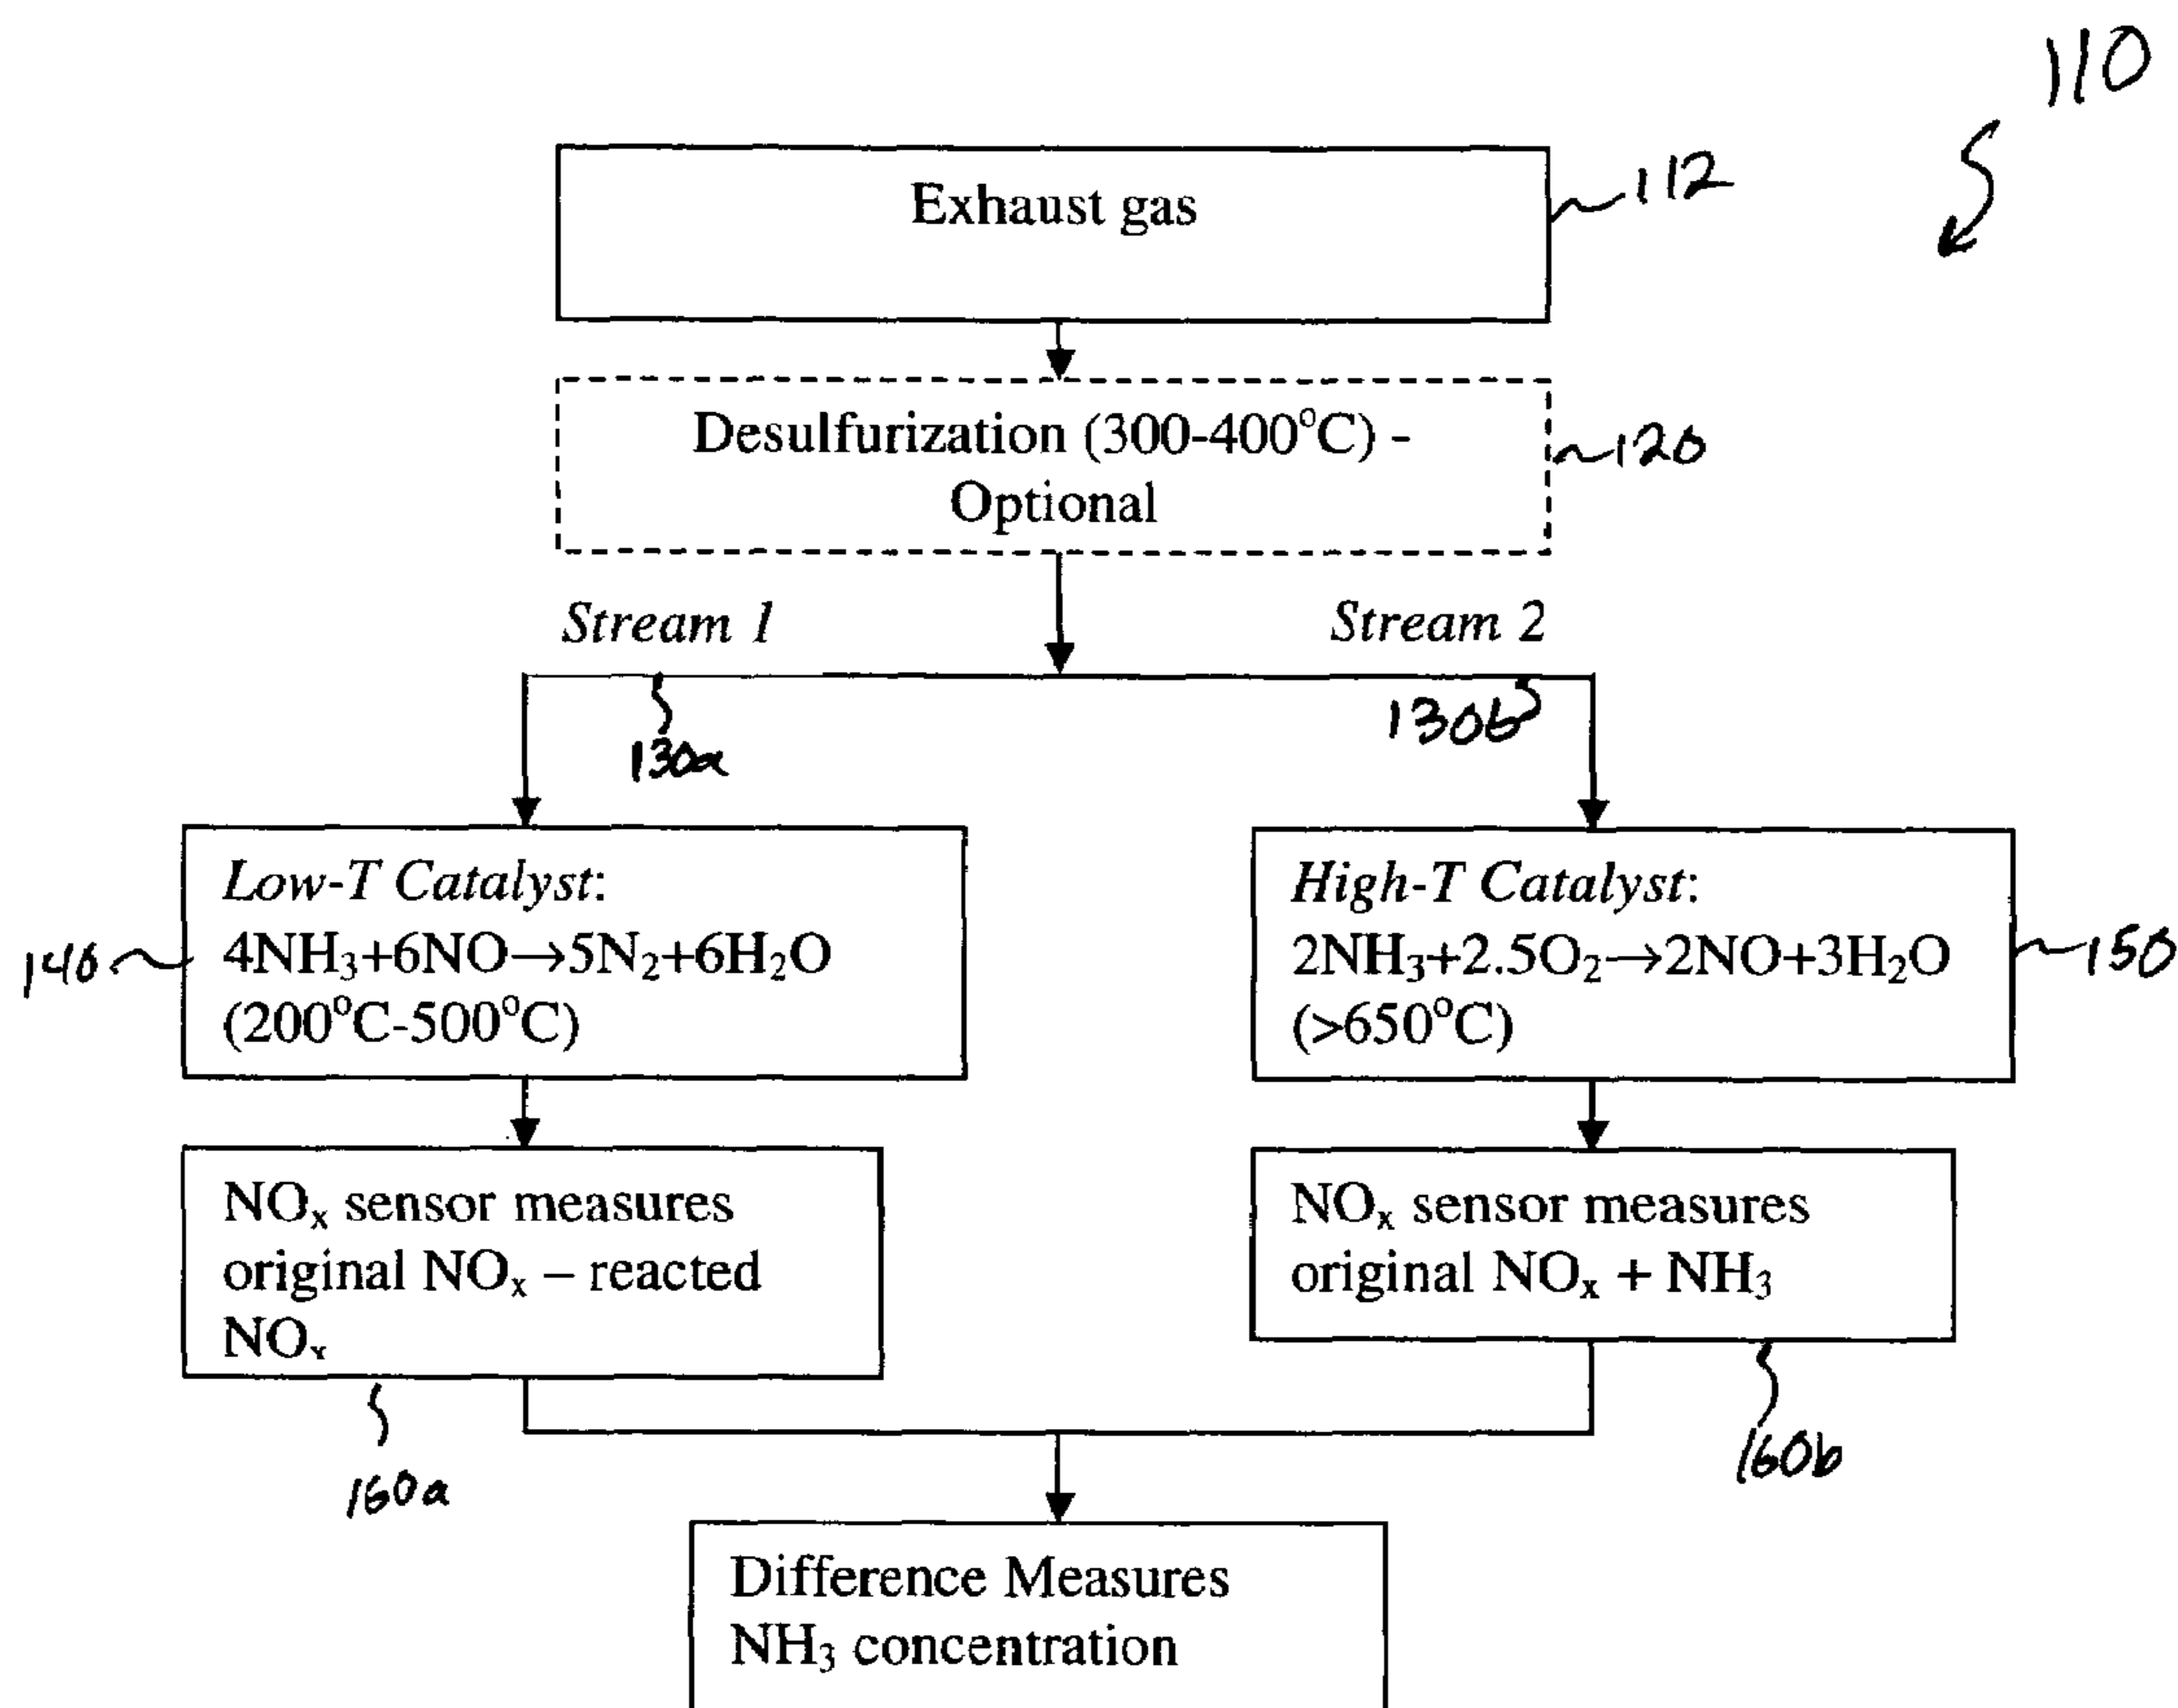 110
Exhaust gas
112
Desulfurization (300-400°C) -
Optional
120
Stream 1
Stream 2
130a
130b
Low-T Catalyst:
4NH₃+6NO→5N₂+6H₂O
(200°C-500°C)
140
High-T Catalyst:
2NH₃+2.5O₂→2NO+3H₂O
(>650°C)
150
NOₓ sensor measures
original NOₓ – reacted
NOₓ
160a
NOₓ sensor measures
original NOₓ + NH₃
160b
Difference Measures
NH₃ concentration